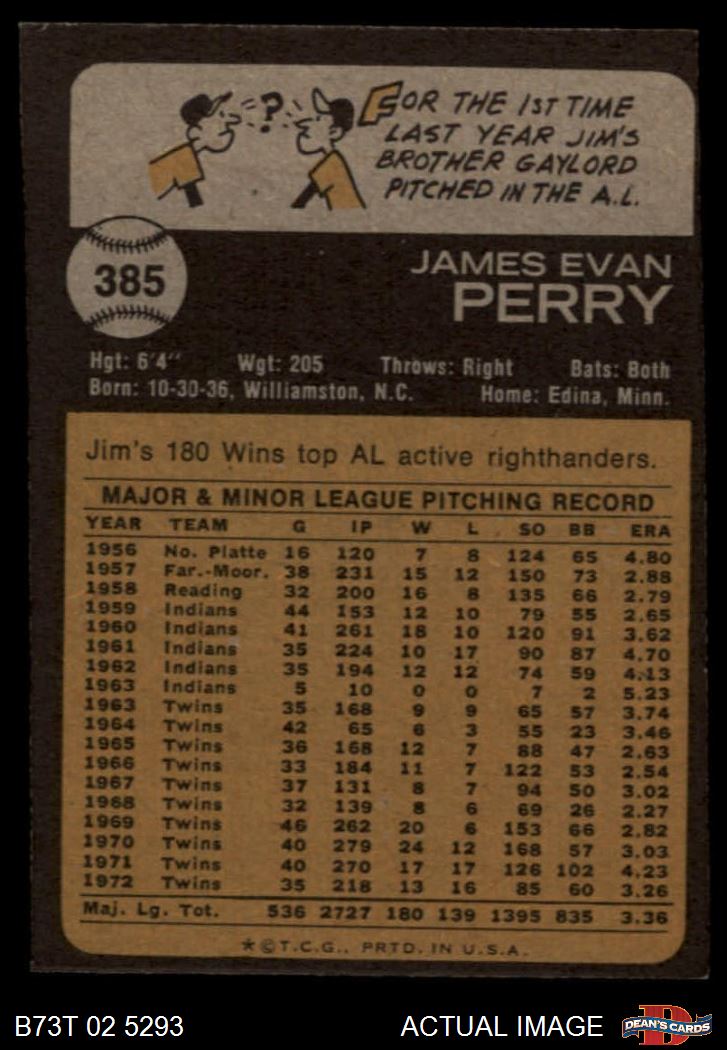 ?
FOR THE 1ST TIME
LAST YEAR JIM'S
BROTHER GAYLORD
PITCHED IN THE A.L.
385
JAMES EVAN
PERRY
Hgt: 6'4" Wgt: 205 Throws: Right Bats: Both
Born: 10-30-36, Williamston, N.C. Home: Edina, Minn.
Jim's 180 Wins top AL active righthanders.
MAJOR & MINOR LEAGUE PITCHING RECORD
YEAR TEAM G IP W L SO BB ERA
1956 No. Platte 16 120 7 8 124 65 4.80
1957 Far.-Moor. 38 231 15 12 150 73 2.88
1958 Reading 32 200 16 8 135 66 2.79
1959 Indians 44 153 12 10 79 55 2.65
1960 Indians 41 261 18 10 120 91 3.62
1961 Indians 35 224 10 17 90 87 4.70
1962 Indians 35 194 12 12 74 59 4.13
1963 Indians 5 10 0 0 7 2 5.23
1963 Twins 35 168 9 9 65 57 3.74
1964 Twins 42 65 6 3 55 23 3.46
1965 Twins 36 168 12 7 88 47 2.63
1966 Twins 33 184 11 7 122 53 2.54
1967 Twins 37 131 8 7 94 50 3.02
1968 Twins 32 139 8 6 69 26 2.27
1969 Twins 46 262 20 6 153 66 2.82
1970 Twins 40 279 24 12 168 57 3.03
1971 Twins 40 270 17 17 126 102 4.23
1972 Twins 35 218 13 16 85 60 3.26
Maj. Lg. Tot. 536 2727 180 139 1395 835 3.36
*©T.C.G., PRTD. IN U.S.A.
B73T 02 5293 ACTUAL IMAGE D DEAN'S CARDS